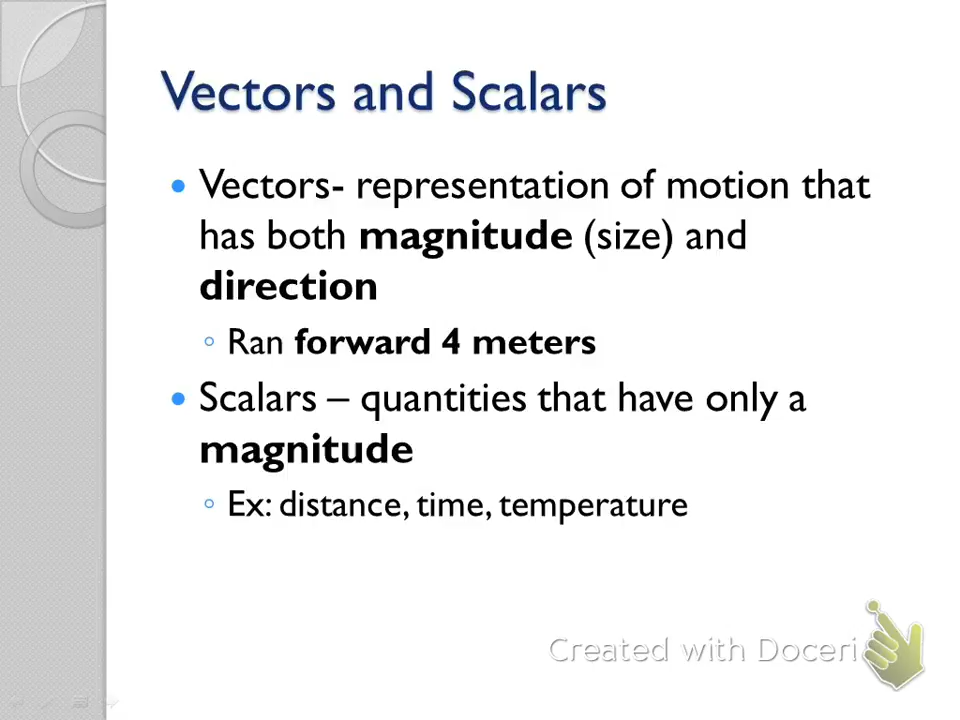 Vectors and Scalars
• Vectors- representation of motion that
has both magnitude (size) and
direction
◦ Ran forward 4 meters
• Scalars – quantities that have only a
magnitude
◦ Ex: distance, time, temperature
Created with Doceri